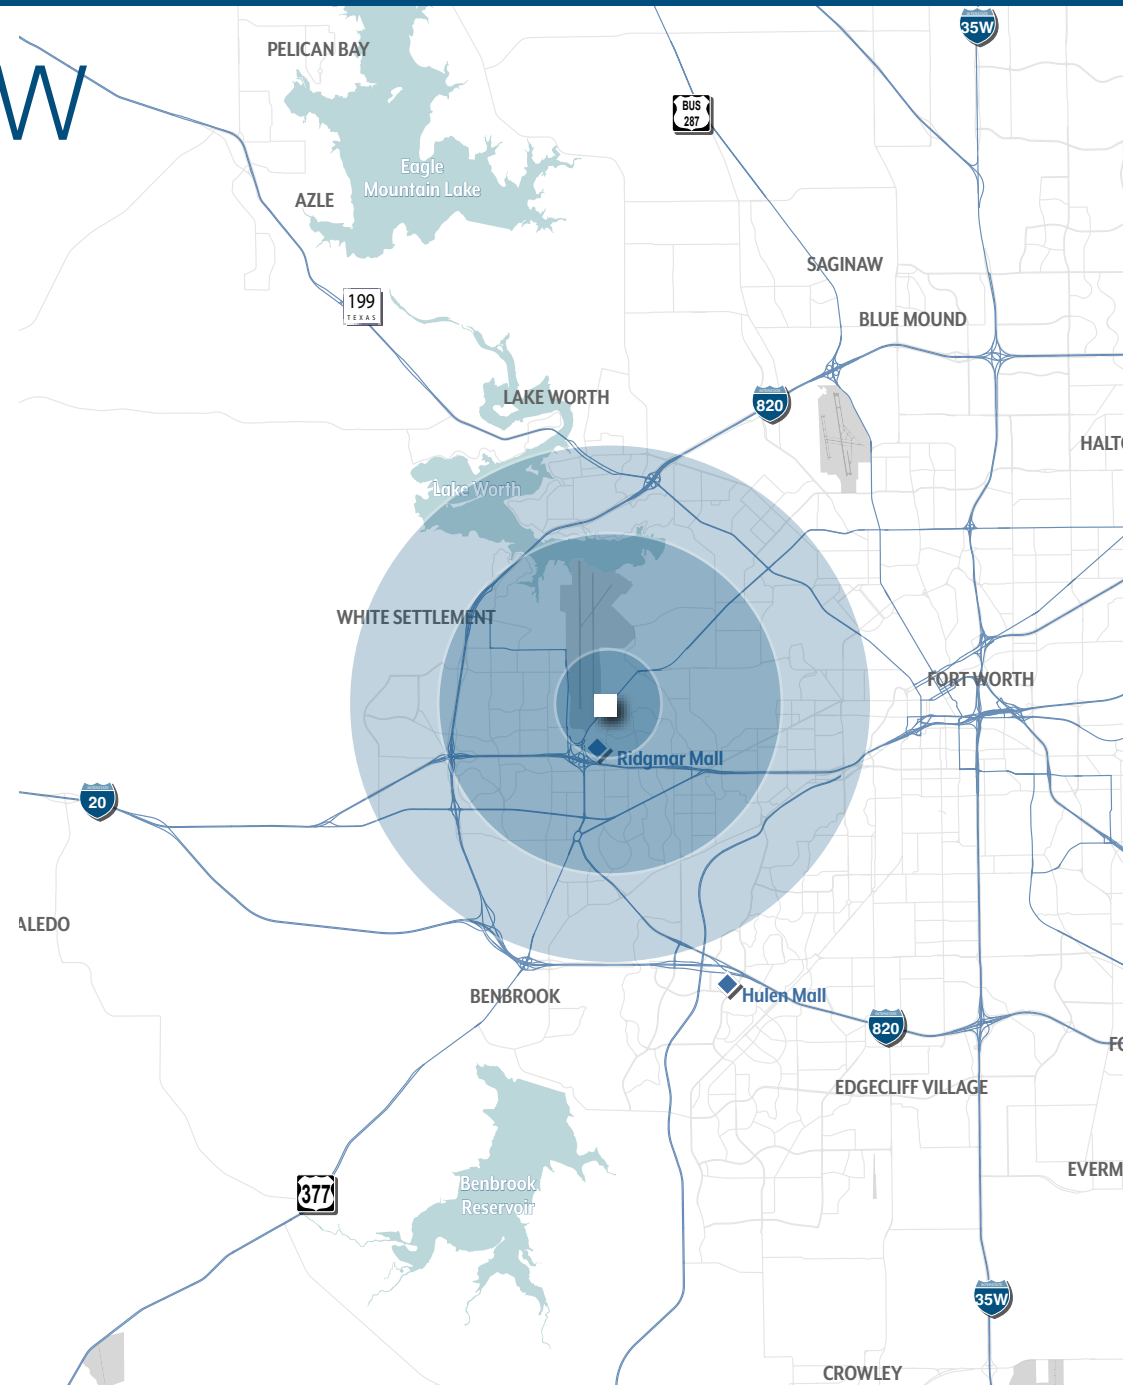 35W
PELICAN BAY
W
BUS
287
Eagle
Mountain Lake
AZLE
SAGINAW
199
TEXAS
BLUE MOUND
LAKE WORTH
820
HALT
Lake Worth
WHITE SETTLEMENT
FORT WORTH
Ridgmar Mall
20
ALEDO
BENBROOK
Hulen Mall
820
FO
EDGECLIFF VILLAGE
EVERM
377
Benbrook
Reservoir
35W
CROWLEY